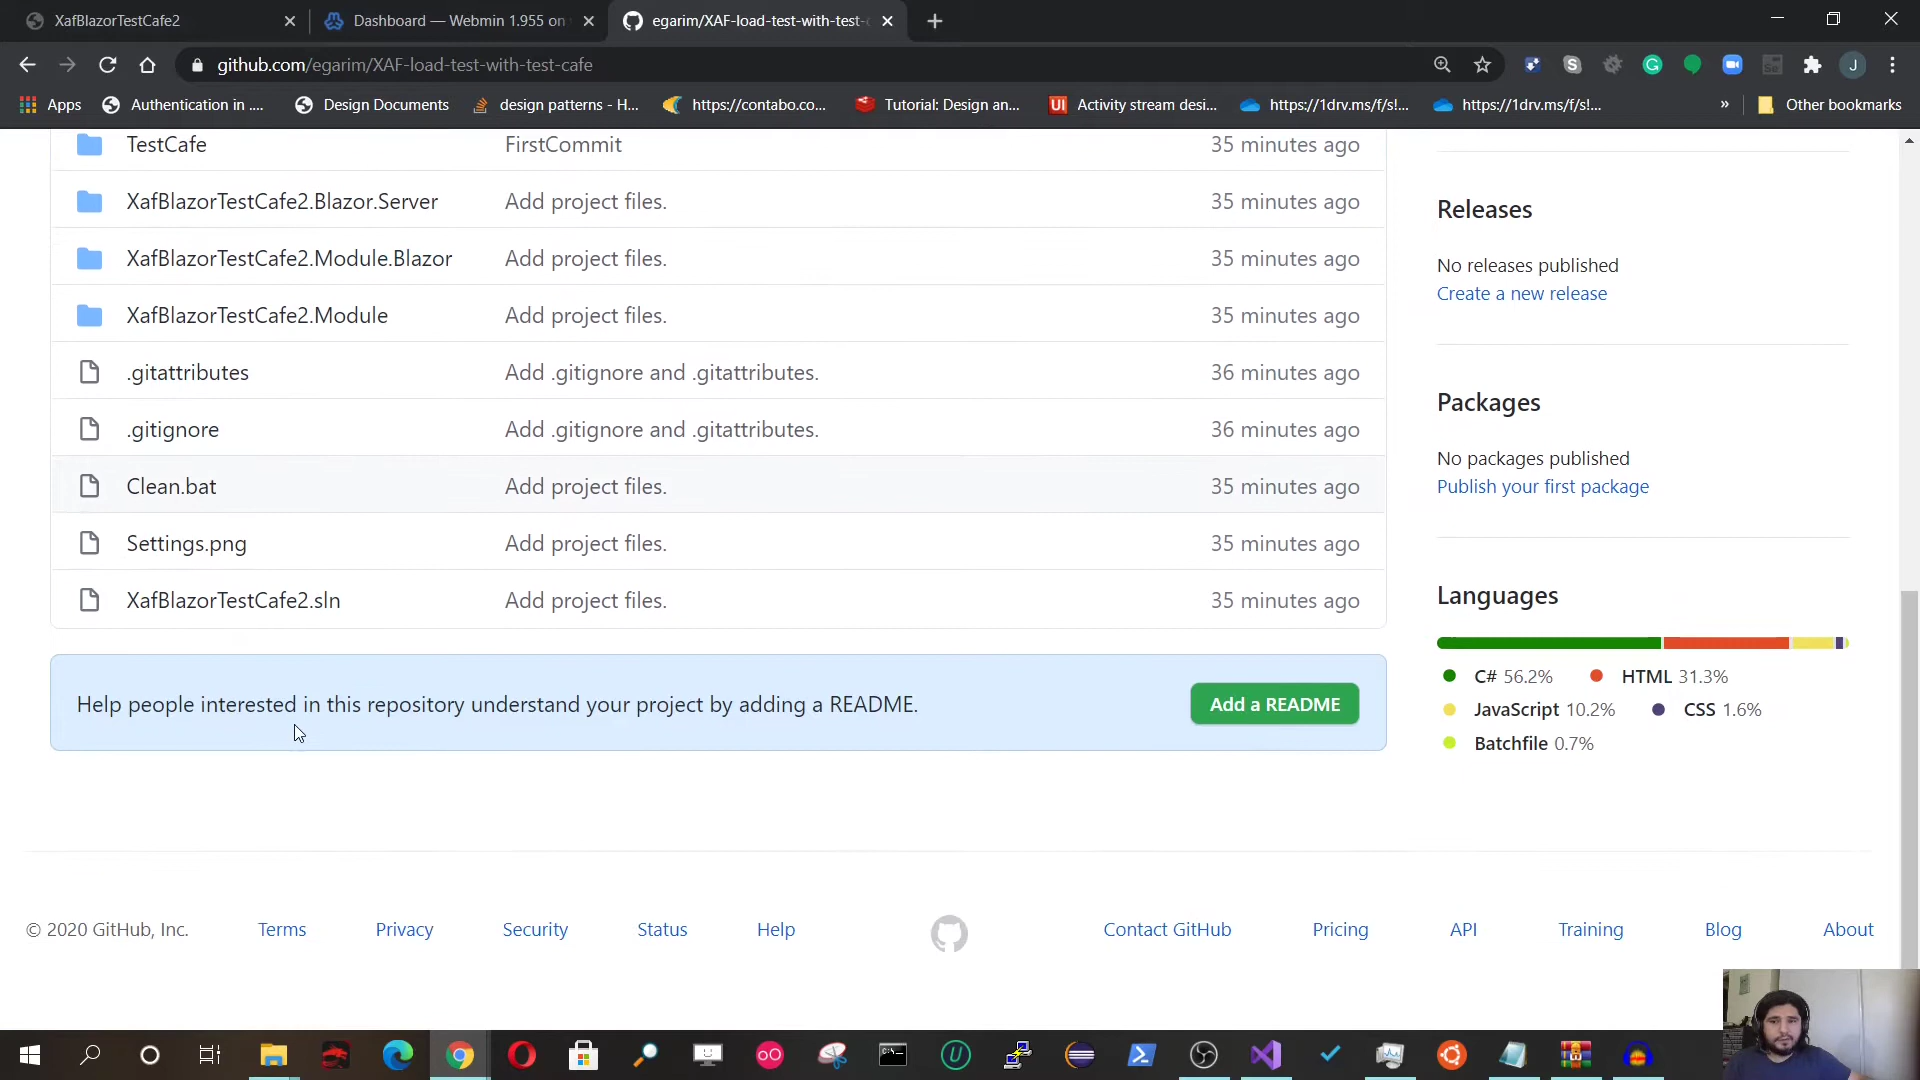 XafBlazorTestCafe2
Dashboard — Webmin 1.955 on
egarim/XAF-load-test-with-test-
github.com/egarim/XAF-load-test-with-test-cafe
Apps
Authentication in ....
Design Documents
design patterns - H...
https://contabo.co...
Tutorial: Design an...
Activity stream desi...
https://1drv.ms/f/s!...
https://1drv.ms/f/s!...
»
Other bookmarks
TestCafe FirstCommit 35 minutes ago
XafBlazorTestCafe2.Blazor.Server Add project files. 35 minutes ago
XafBlazorTestCafe2.Module.Blazor Add project files. 35 minutes ago
XafBlazorTestCafe2.Module Add project files. 35 minutes ago
.gitattributes Add .gitignore and .gitattributes. 36 minutes ago
.gitignore Add .gitignore and .gitattributes. 36 minutes ago
Clean.bat Add project files. 35 minutes ago
Settings.png Add project files. 35 minutes ago
XafBlazorTestCafe2.sln Add project files. 35 minutes ago
Help people interested in this repository understand your project by adding a README.
Add a README
Releases
No releases published
Create a new release
Packages
No packages published
Publish your first package
Languages
C# 56.2% HTML 31.3%
JavaScript 10.2% CSS 1.6%
Batchfile 0.7%
© 2020 GitHub, Inc. Terms Privacy Security Status Help Contact GitHub Pricing API Training Blog About